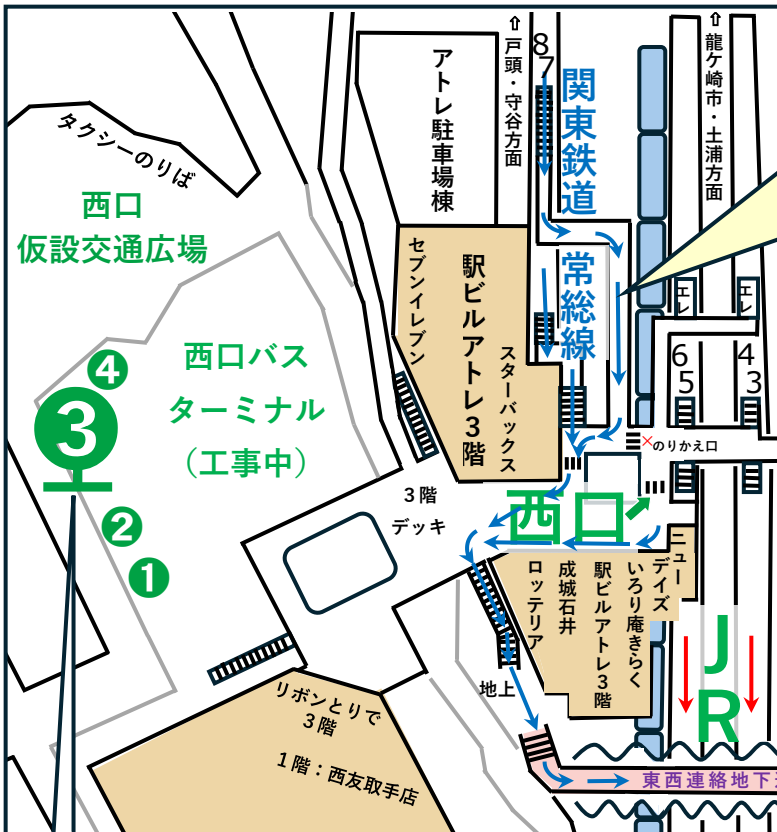 ⇧戸頭・守谷方面
8
7
⇧龍ケ崎市・土浦方面
アトレ駐車場棟
関東鉄道
常総線
タクシーのりば
西口
仮設交通広場
セブンイレブン
駅ビルアトレ3階
スターバックス
エレ
エレ
西口バス
ターミナル
(工事中)
6
5
4
3
4
3
2
1
×のりかえ口
3階
デッキ
西口
ニュー
デイズ
いろり庵きらく
駅ビルアトレ3階
成城石井
ロッテリア
JR
地上
リボンとりで
3階
1階:西友取手店
東西連絡地下